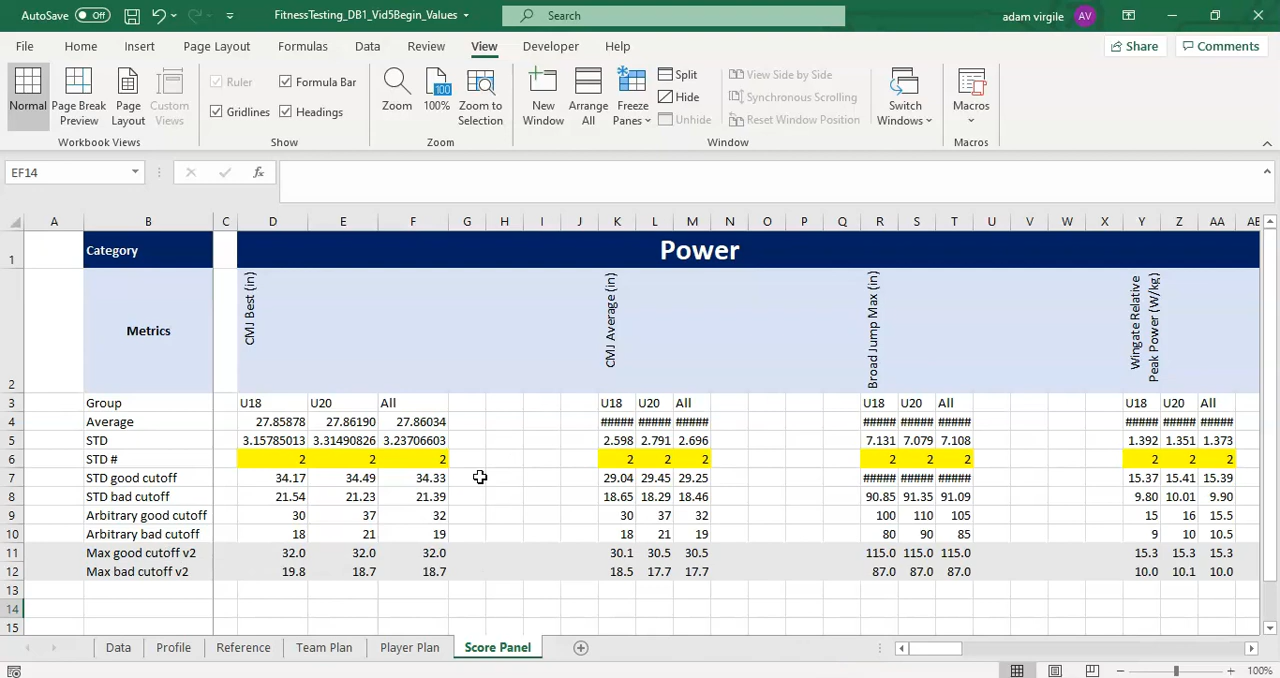 AutoSave Off FitnessTesting_DB1_Vid5Begin_Values Search adam virgile AV
File Home Insert Page Layout Formulas Data Review View Developer Help Share Comments
Normal Page Break Preview Page Layout Custom Views Ruler Formula Bar Gridlines Headings Zoom 100% Zoom to Selection New Window Arrange All Freeze Panes Split Hide Unhide View Side by Side Synchronous Scrolling Reset Window Position Switch Windows Macros
Workbook Views Show Zoom Window Macros
EF14 fx
A B C D E F G H I J K L M N O P Q R S T U V W X Y Z AA AB
1 Category Power
2 Metrics CMJ Best (in) CMJ Average (in) Broad Jump Max (in) Wingate Relative Peak Power (W/kg)
3 Group U18 U20 All U18 U20 All U18 U20 All U18 U20 All
4 Average 27.85878 27.86190 27.86034 ##### ##### ##### ##### ##### ##### ##### ##### #####
5 STD 3.15785013 3.31490826 3.23706603 2.598 2.791 2.696 7.131 7.079 7.108 1.392 1.351 1.373
6 STD # 2 2 2 2 2 2 2 2 2 2 2 2
7 STD good cutoff 34.17 34.49 34.33 29.04 29.45 29.25 ##### ##### ##### 15.37 15.41 15.39
8 STD bad cutoff 21.54 21.23 21.39 18.65 18.29 18.46 90.85 91.35 91.09 9.80 10.01 9.90
9 Arbitrary good cutoff 30 37 32 30 37 32 100 110 105 15 16 15.5
10 Arbitrary bad cutoff 18 21 19 18 21 19 80 90 85 9 10 10.5
11 Max good cutoff v2 32.0 32.0 32.0 30.1 30.5 30.5 115.0 115.0 115.0 15.3 15.3 15.3
12 Max bad cutoff v2 19.8 18.7 18.7 18.5 17.7 17.7 87.0 87.0 87.0 10.0 10.1 10.0
13
14
15
Data Profile Reference Team Plan Player Plan Score Panel
100%